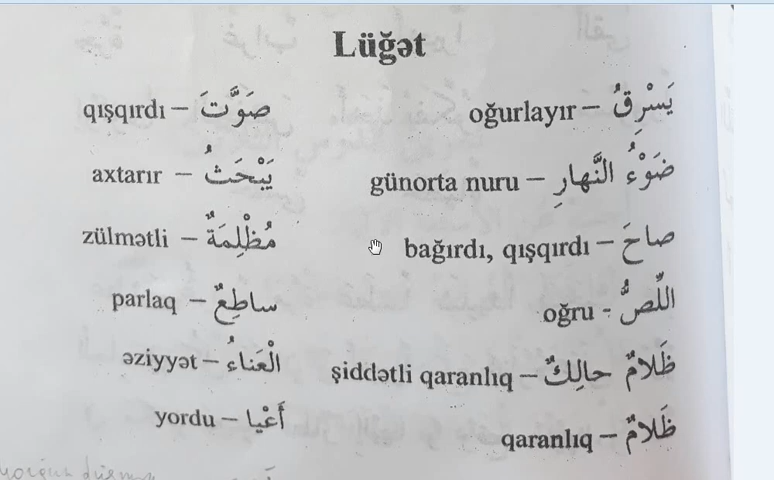 Lüğət
يَسْرِقُ – oğurlayır
صَوَّتَ – qışqırdı
ضَوْءُ النَّهارِ – günorta nuru
يَبْحَثُ – axtarır
صاحَ – bağırdı, qışqırdı
مُظْلِمَةٌ – zülmətli
اللِّصُّ - oğru
ساطِعٌ – parlaq
ظَلامٌ حالِكٌ – şiddətli qaranlıq
الْعَناءُ – əziyyət
ظَلامٌ – qaranlıq
أَعْيا – yordu